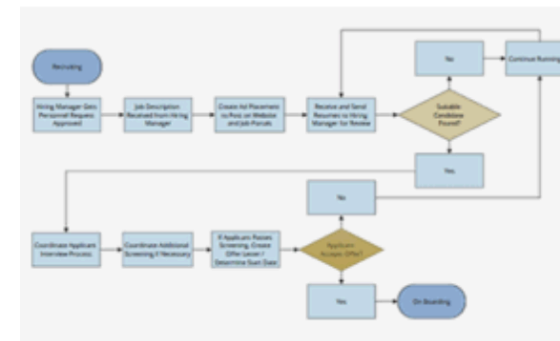 Recruiting
No
Continue Running
Hiring Manager Gets
Personnel Request
Approved
Job Description
Received from Hiring
Manager
Create Ad Placement
to Post on Website
and Job Portals
Receive and Send
Resumes to Hiring
Manager for Review
Suitable
Candidate
Found?
Yes
No
Coordinate Applicant
Interview Process
Coordinate Additional
Screening if Necessary
If Applicant Passes
Screening, Create
Offer Letter /
Determine Start Date
Applicant
Accepts Offer?
Yes
On Boarding